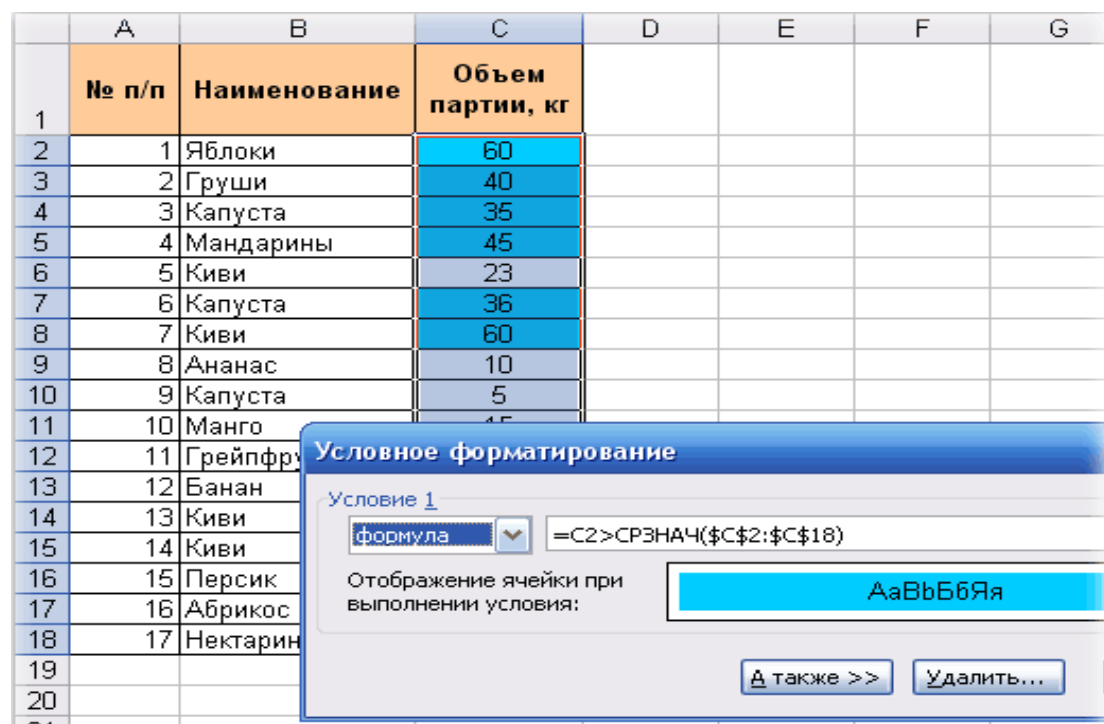 A B C D E F G
1 № п/п Наименование Объем партии, кг
2 1 Яблоки 60
3 2 Груши 40
4 3 Капуста 35
5 4 Мандарины 45
6 5 Киви 23
7 6 Капуста 36
8 7 Киви 60
9 8 Ананас 10
10 9 Капуста 5
11 10 Манго
12 11
13 12 Банан
14 13 Киви
15 14 Киви
16 15 Персик
17 16 Абрикос
18 17 Нектарин
19
20
Условное форматирование
Условие 1
формула =C2>СРЗНАЧ($C$2:$C$18)
Отображение ячейки при
выполнении условия:
АаВbБбЯя
А также >> Удалить...